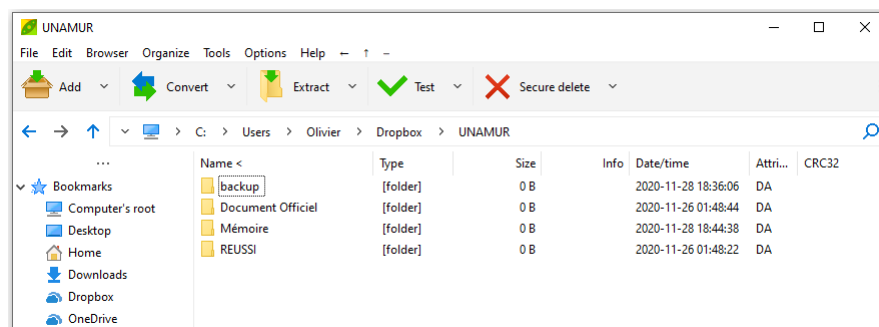 UNAMUR
File Edit Browser Organize Tools Options Help
Add Convert Extract Test Secure delete
C: > Users > Olivier > Dropbox > UNAMUR
... Name < Type Size Info Date/time Attri... CRC32
Bookmarks backup [folder] 0 B 2020-11-28 18:36:06 DA
Computer's root Document Officiel [folder] 0 B 2020-11-26 01:48:44 DA
Desktop Mémoire [folder] 0 B 2020-11-28 18:44:38 DA
Home REUSSI [folder] 0 B 2020-11-26 01:48:22 DA
Downloads
Dropbox
OneDrive